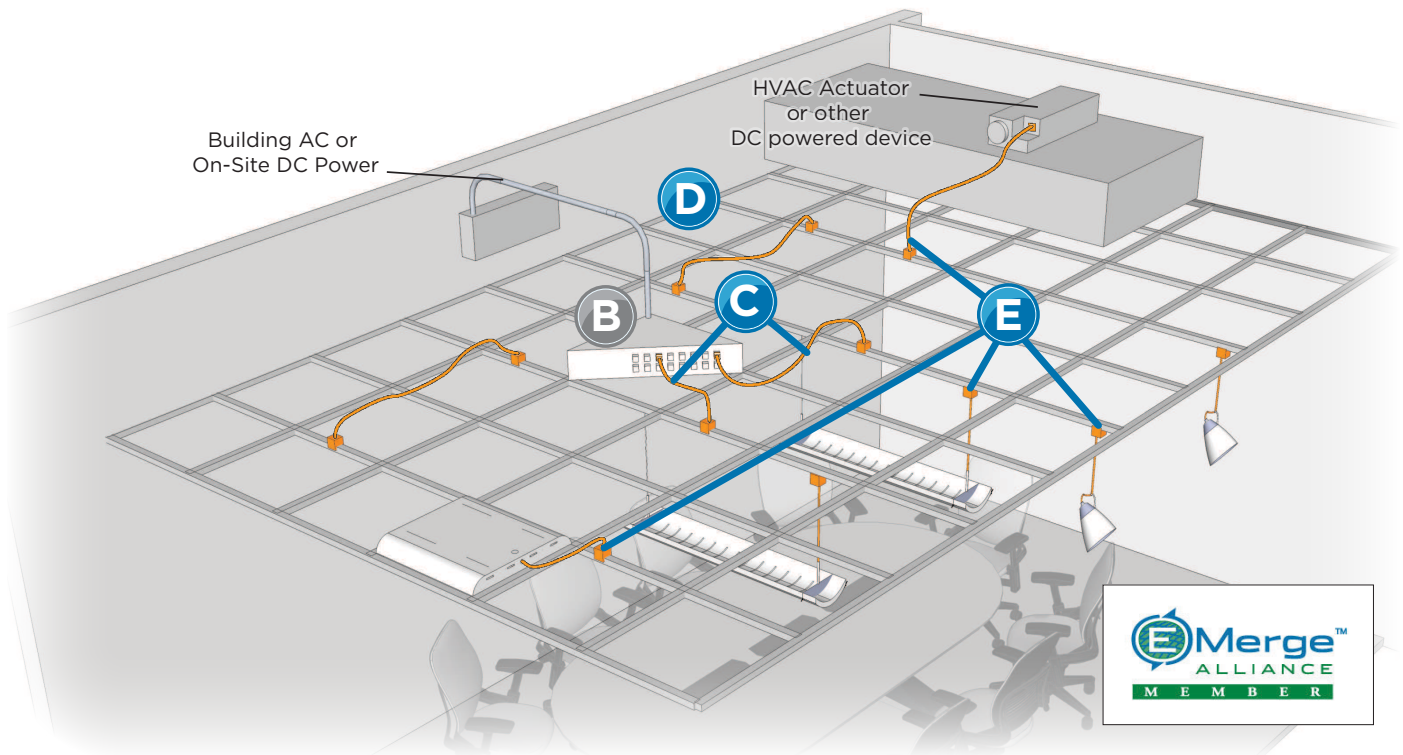 HVAC Actuator
or other
DC powered device
Building AC or
On-Site DC Power
D
B
C
E
EMerge™
ALLIANCE
MEMBER